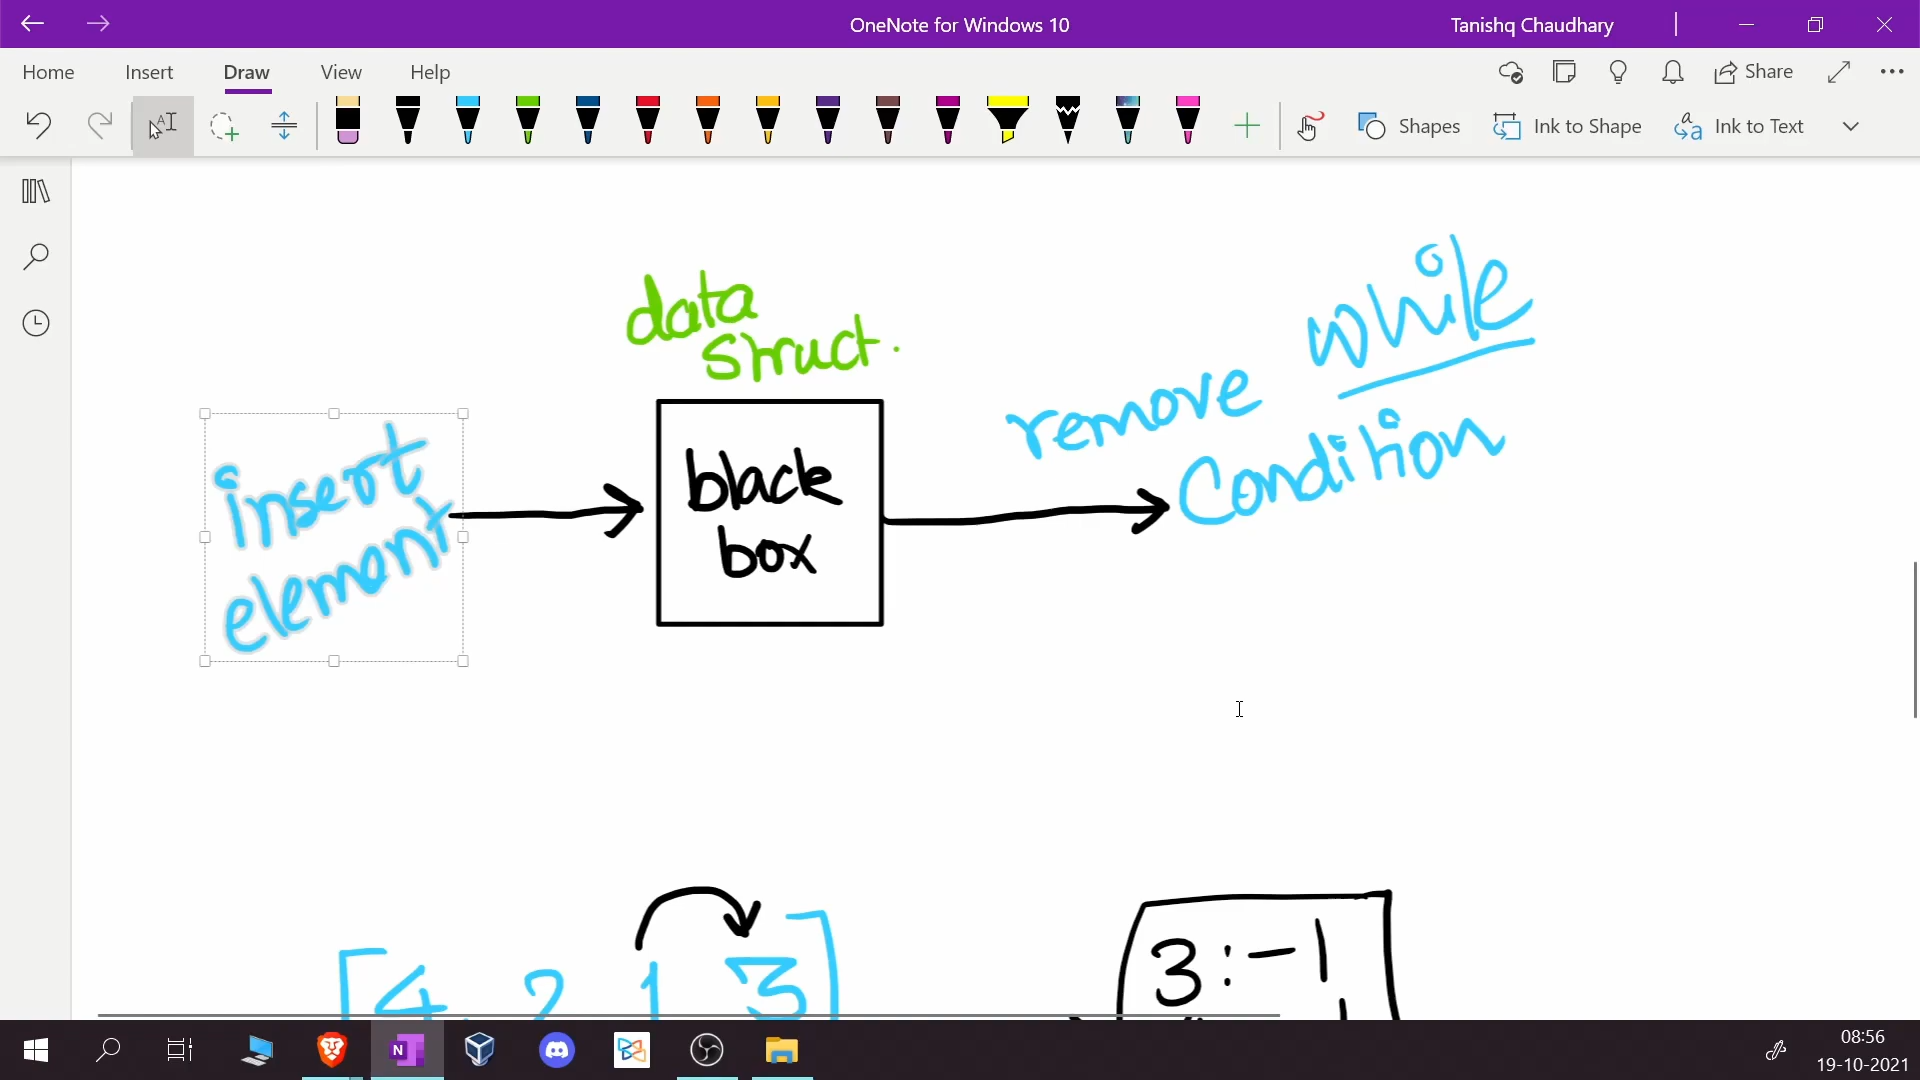 OneNote for Windows 10
Tanishq Chaudhary
Home Insert Draw View Help
Share
Shapes Ink to Shape Ink to Text
data
struct.
remove while
condition
insert
element
black
box
[4, 2 1 3]
3:-1
08:56
19-10-2021